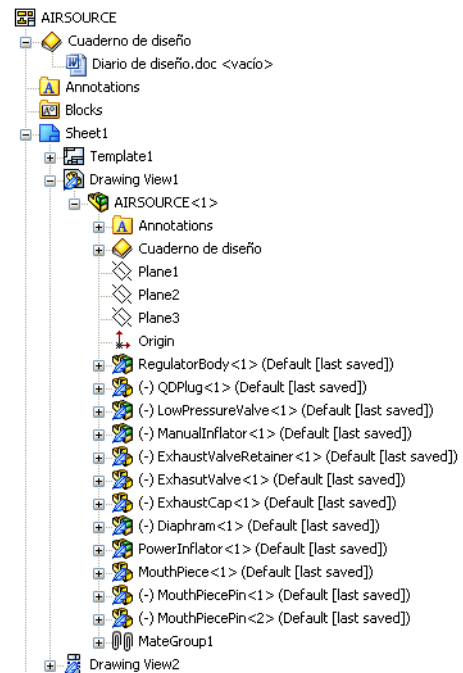 AIRSOURCE
Cuaderno de diseño
Diario de diseño.doc <vacío>
Annotations
Blocks
Sheet1
Template1
Drawing View1
AIRSOURCE<1>
Annotations
Cuaderno de diseño
Plane1
Plane2
Plane3
Origin
RegulatorBody<1> (Default [last saved])
(-) QDPlug<1> (Default [last saved])
(-) LowPressureValve<1> (Default [last saved])
(-) ManualInflator<1> (Default [last saved])
(-) ExhaustValveRetainer<1> (Default [last saved])
(-) ExhasutValve<1> (Default [last saved])
(-) ExhaustCap<1> (Default [last saved])
(-) Diaphram<1> (Default [last saved])
PowerInflator<1> (Default [last saved])
MouthPiece<1> (Default [last saved])
(-) MouthPiecePin<1> (Default [last saved])
(-) MouthPiecePin<2> (Default [last saved])
MateGroup1
Drawing View2